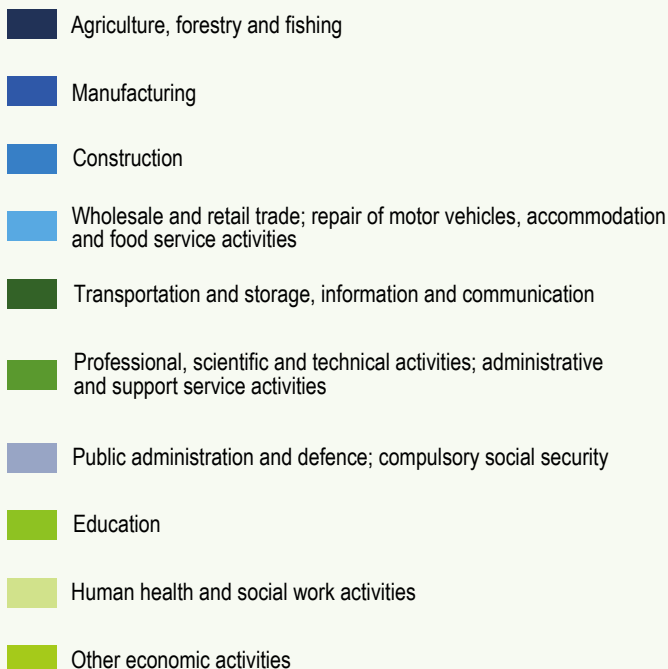 Agriculture, forestry and fishing
Manufacturing
Construction
Wholesale and retail trade; repair of motor vehicles, accommodation
and food service activities
Transportation and storage, information and communication
Professional, scientific and technical activities; administrative
and support service activities
Public administration and defence; compulsory social security
Education
Human health and social work activities
Other economic activities